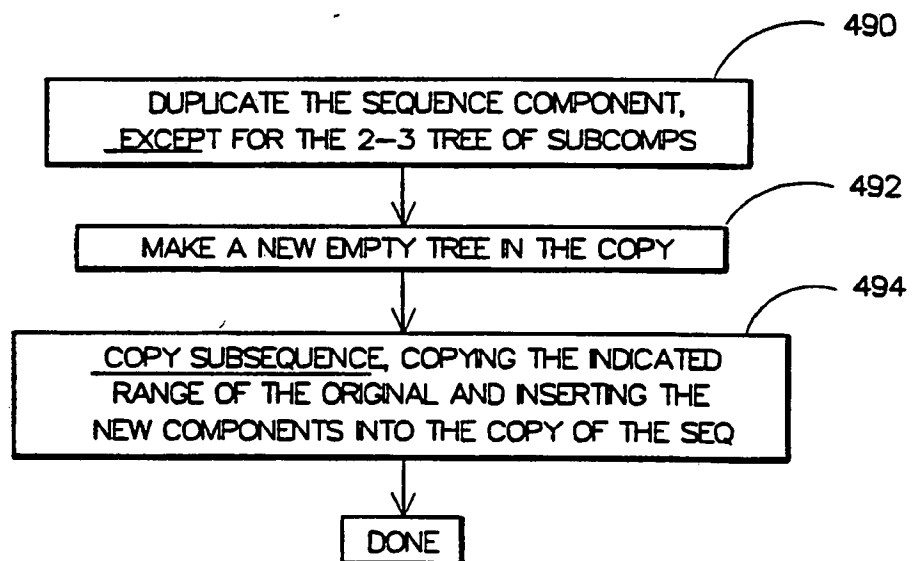 490
DUPLICATE THE SEQUENCE COMPONENT,
EXCEPT FOR THE 2-3 TREE OF SUBCOMPS
492
MAKE A NEW EMPTY TREE IN THE COPY
494
COPY SUBSEQUENCE, COPYING THE INDICATED
RANGE OF THE ORIGINAL AND INSERTING THE
NEW COMPONENTS INTO THE COPY OF THE SEQ
DONE